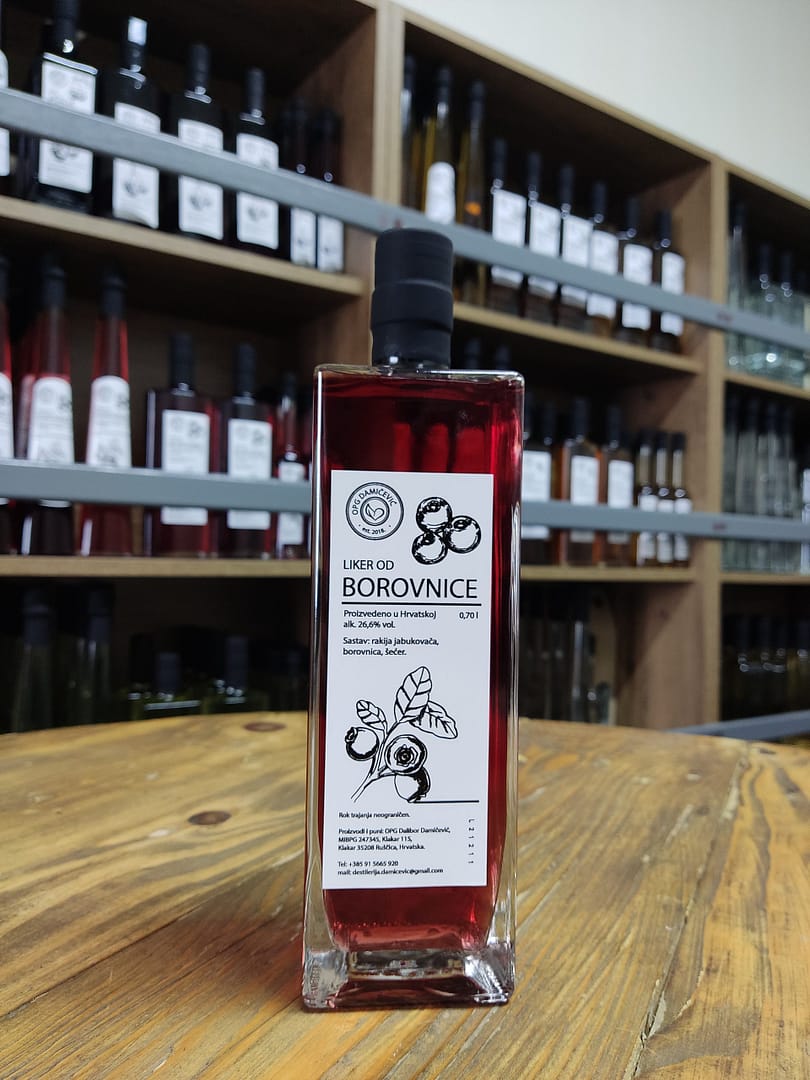 OPG DAMIČEVIĆ
• est. 2018. •
LIKER OD
BOROVNICE
Proizvedeno u Hrvatskoj 0,70 l
alk. 26,6% vol.
Sastav: rakija jabukovača,
borovnica, šećer.
Rok trajanja neograničen.
Proizvodi i puni: OPG Dalibor Damičević,
MIBPG 247345, Klakar 115,
Klakar 35208 Ruščica, Hrvatska.
Tel: +385 91 5665 920
mail: destilerija.damicevic@gmail.com
L21211